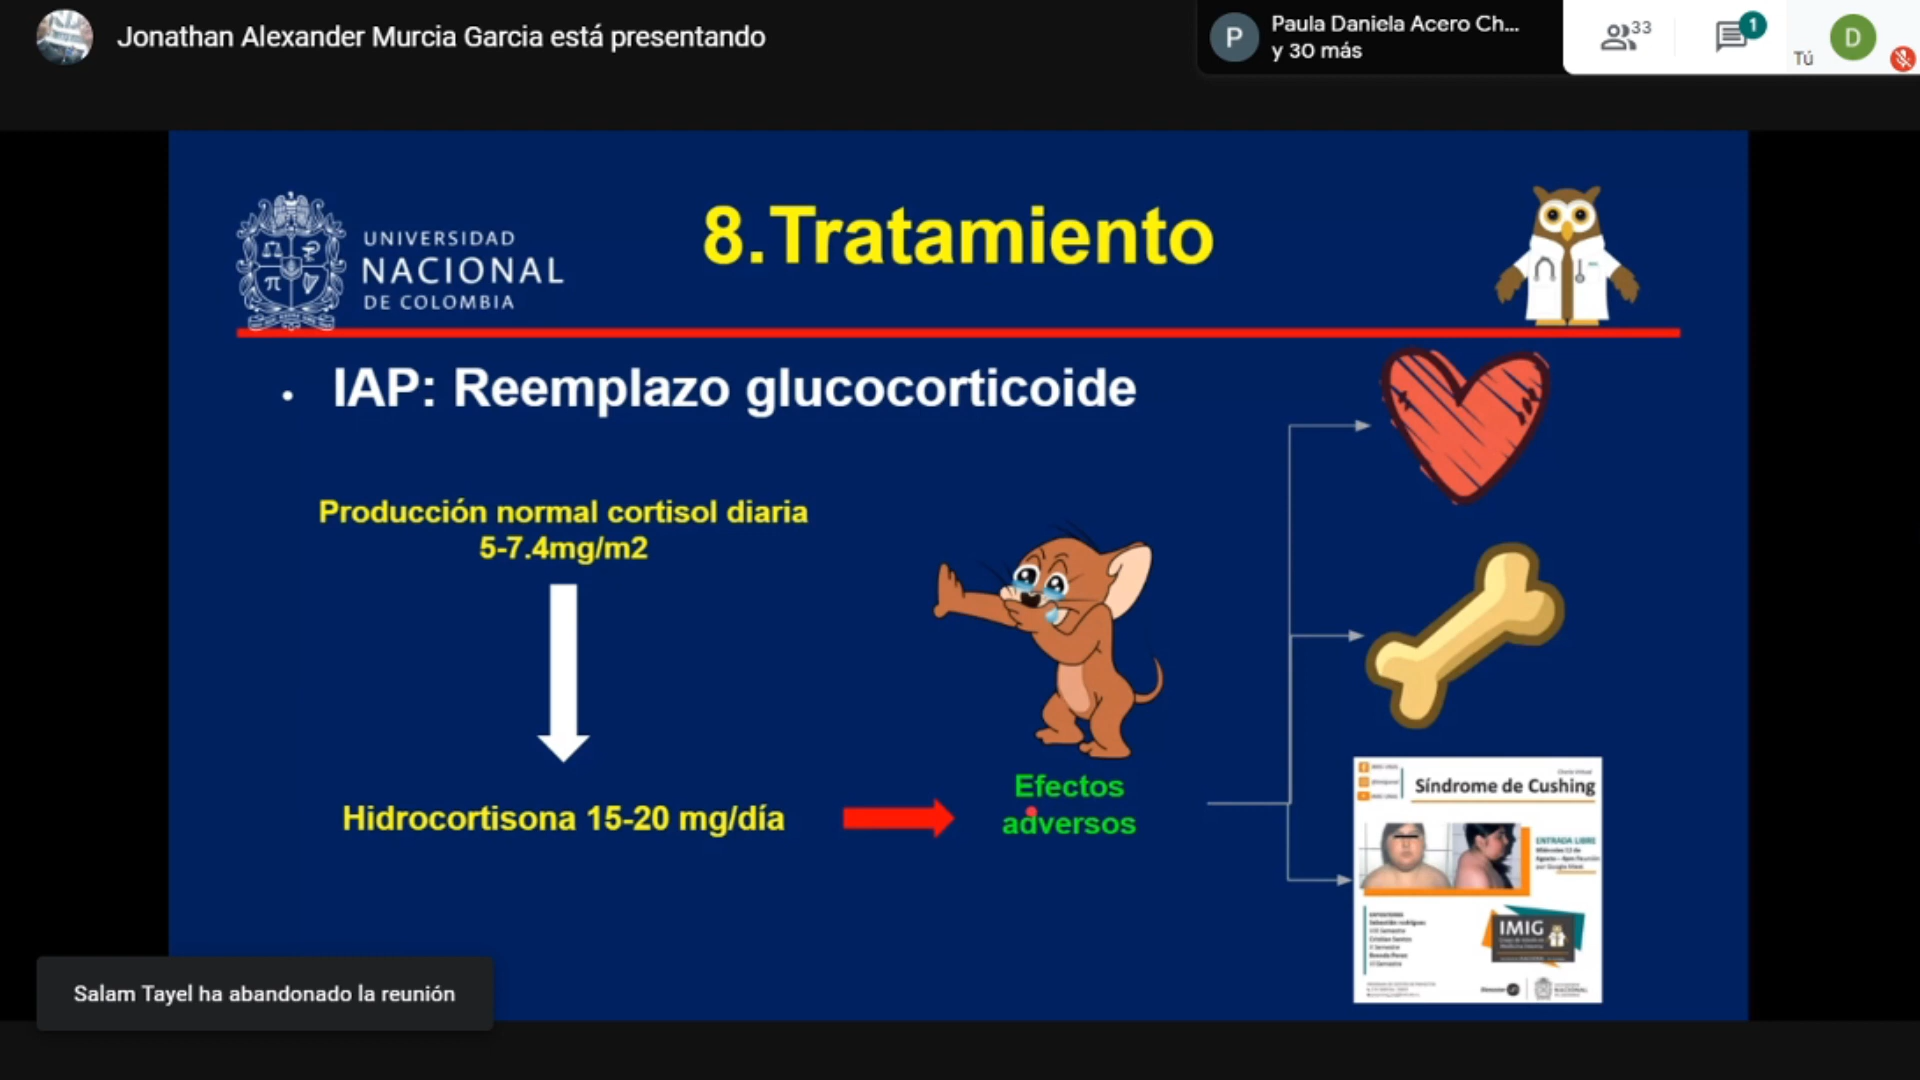 Jonathan Alexander Murcia Garcia está presentando
P
Paula Daniela Acero Ch...
y 30 más
33
1
Tú
D
UNIVERSIDAD
NACIONAL
DE COLOMBIA
8.Tratamiento
• IAP: Reemplazo glucocorticoide
Producción normal cortisol diaria
5-7.4mg/m2
Hidrocortisona 15-20 mg/día
Efectos
adversos
Síndrome de Cushing
ENTRADA LIBRE
IMIG
Salam Tayel ha abandonado la reunión